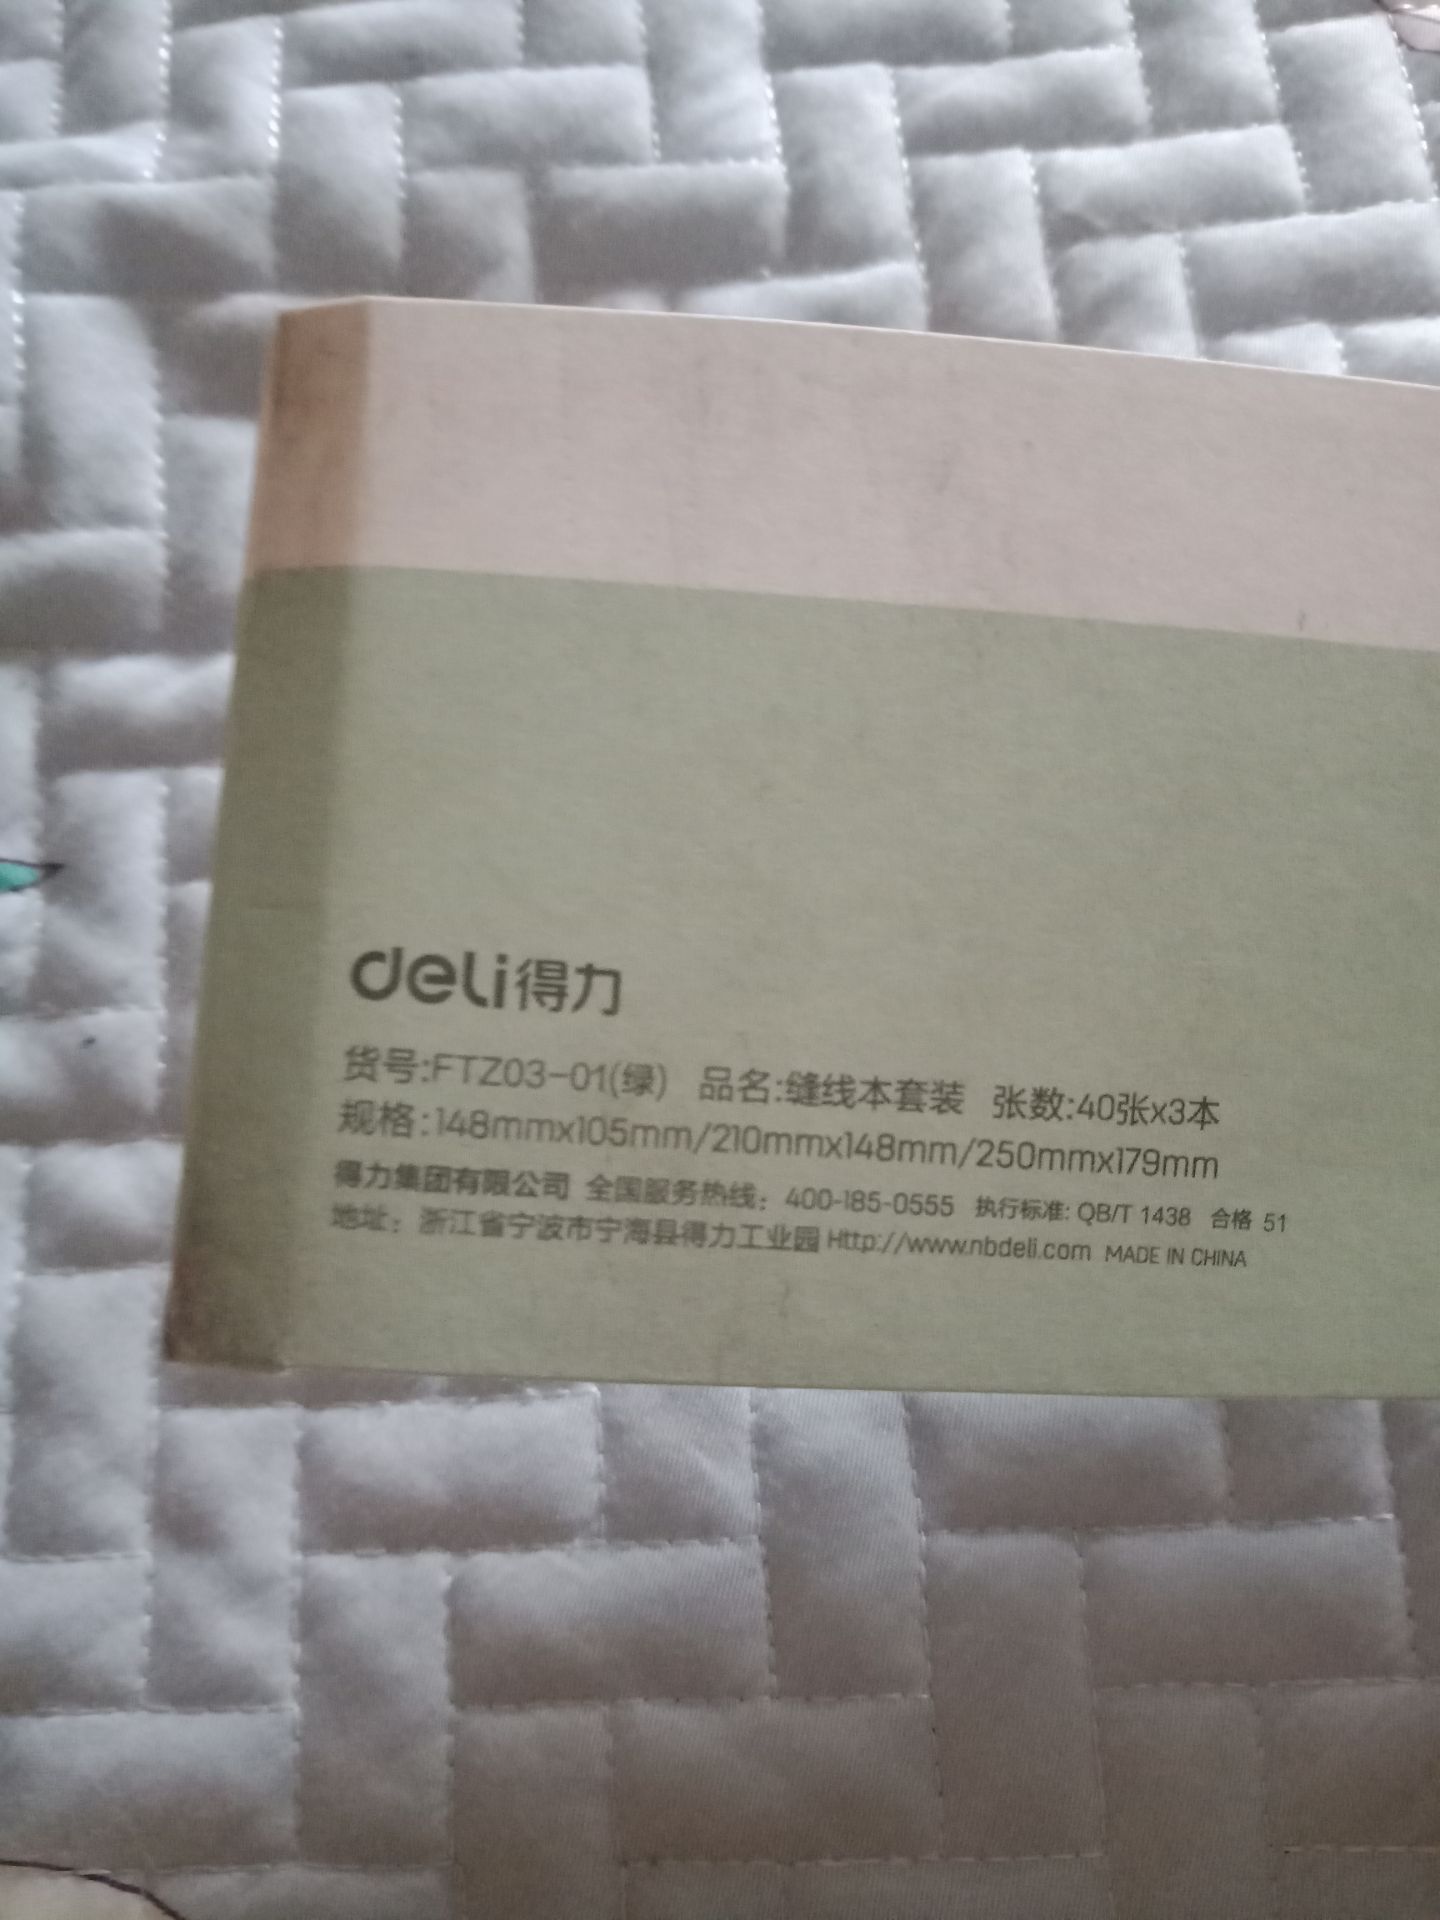 deli得力
货号:FTZ03-01(绿) 品名:缝线本套装 张数:40张x3本
规格:148mmx105mm/210mmx148mm/250mmx179mm
得力集团有限公司 全国服务热线：400-185-0555 执行标准: QB/T 1438 合格 51
地址：浙江省宁波市宁海县得力工业园 Http://www.nbdeli.com MADE IN CHINA